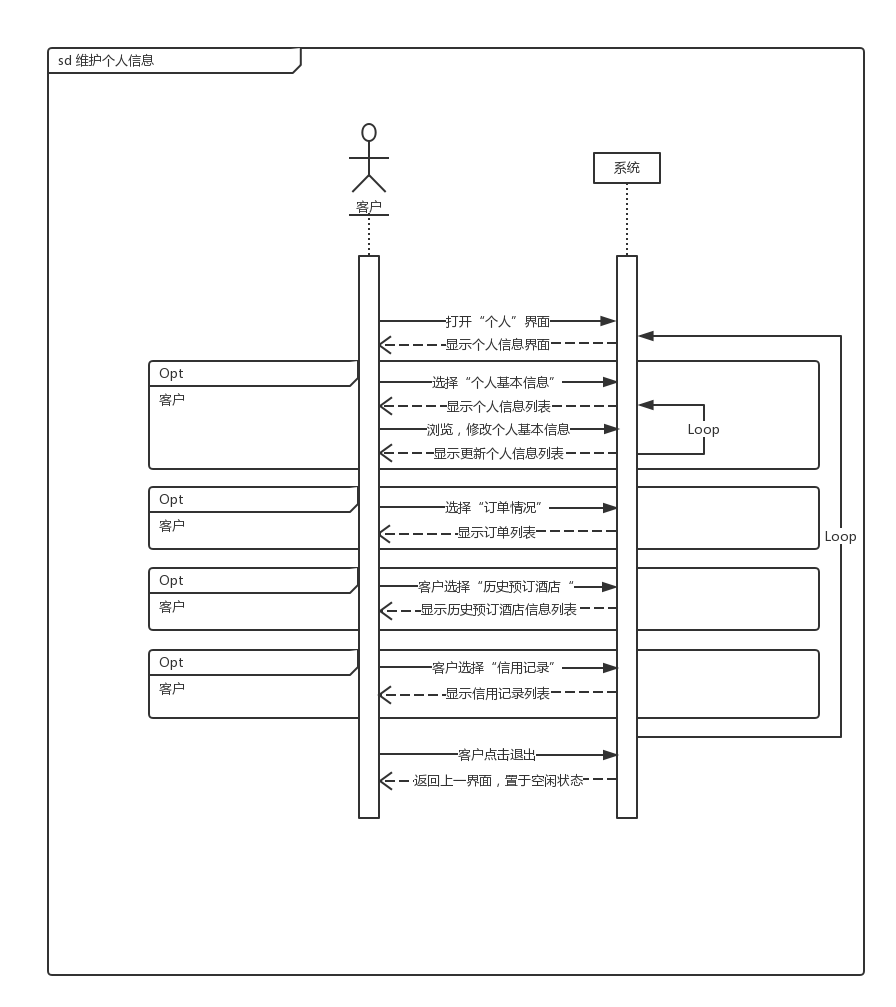 sd 维护个人信息
客户
系统
打开“个人”界面
显示个人信息界面
Opt
客户
选择“个人基本信息”
显示个人信息列表
浏览，修改个人基本信息
Loop
显示更新个人信息列表
Opt
客户
选择“订单情况”
显示订单列表
Loop
Opt
客户
客户选择“历史预订酒店“
显示历史预订酒店信息列表
Opt
客户
客户选择“信用记录”
显示信用记录列表
客户点击退出
返回上一界面，置于空闲状态